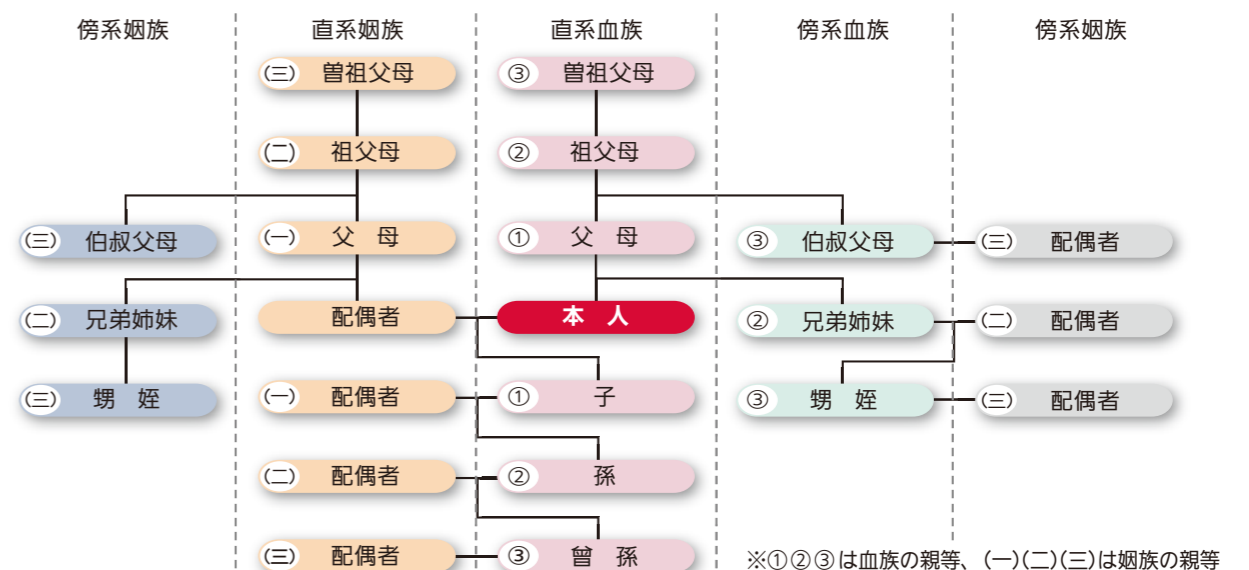 傍系姻族 直系姻族 直系血族 傍系血族 傍系姻族
(三) 曽祖父母 ③ 曽祖父母
(二) 祖父母 ② 祖父母
(三) 伯叔父母 (一) 父 母 ① 父 母 ③ 伯叔父母 (三) 配偶者
(二) 兄弟姉妹 配偶者 本 人 ② 兄弟姉妹 (二) 配偶者
(三) 甥 姪 (一) 配偶者 ① 子 ③ 甥 姪 (三) 配偶者
(二) 配偶者 ② 孫
(三) 配偶者 ③ 曾 孫
※①②③は血族の親等、(一)(二)(三)は姻族の親等